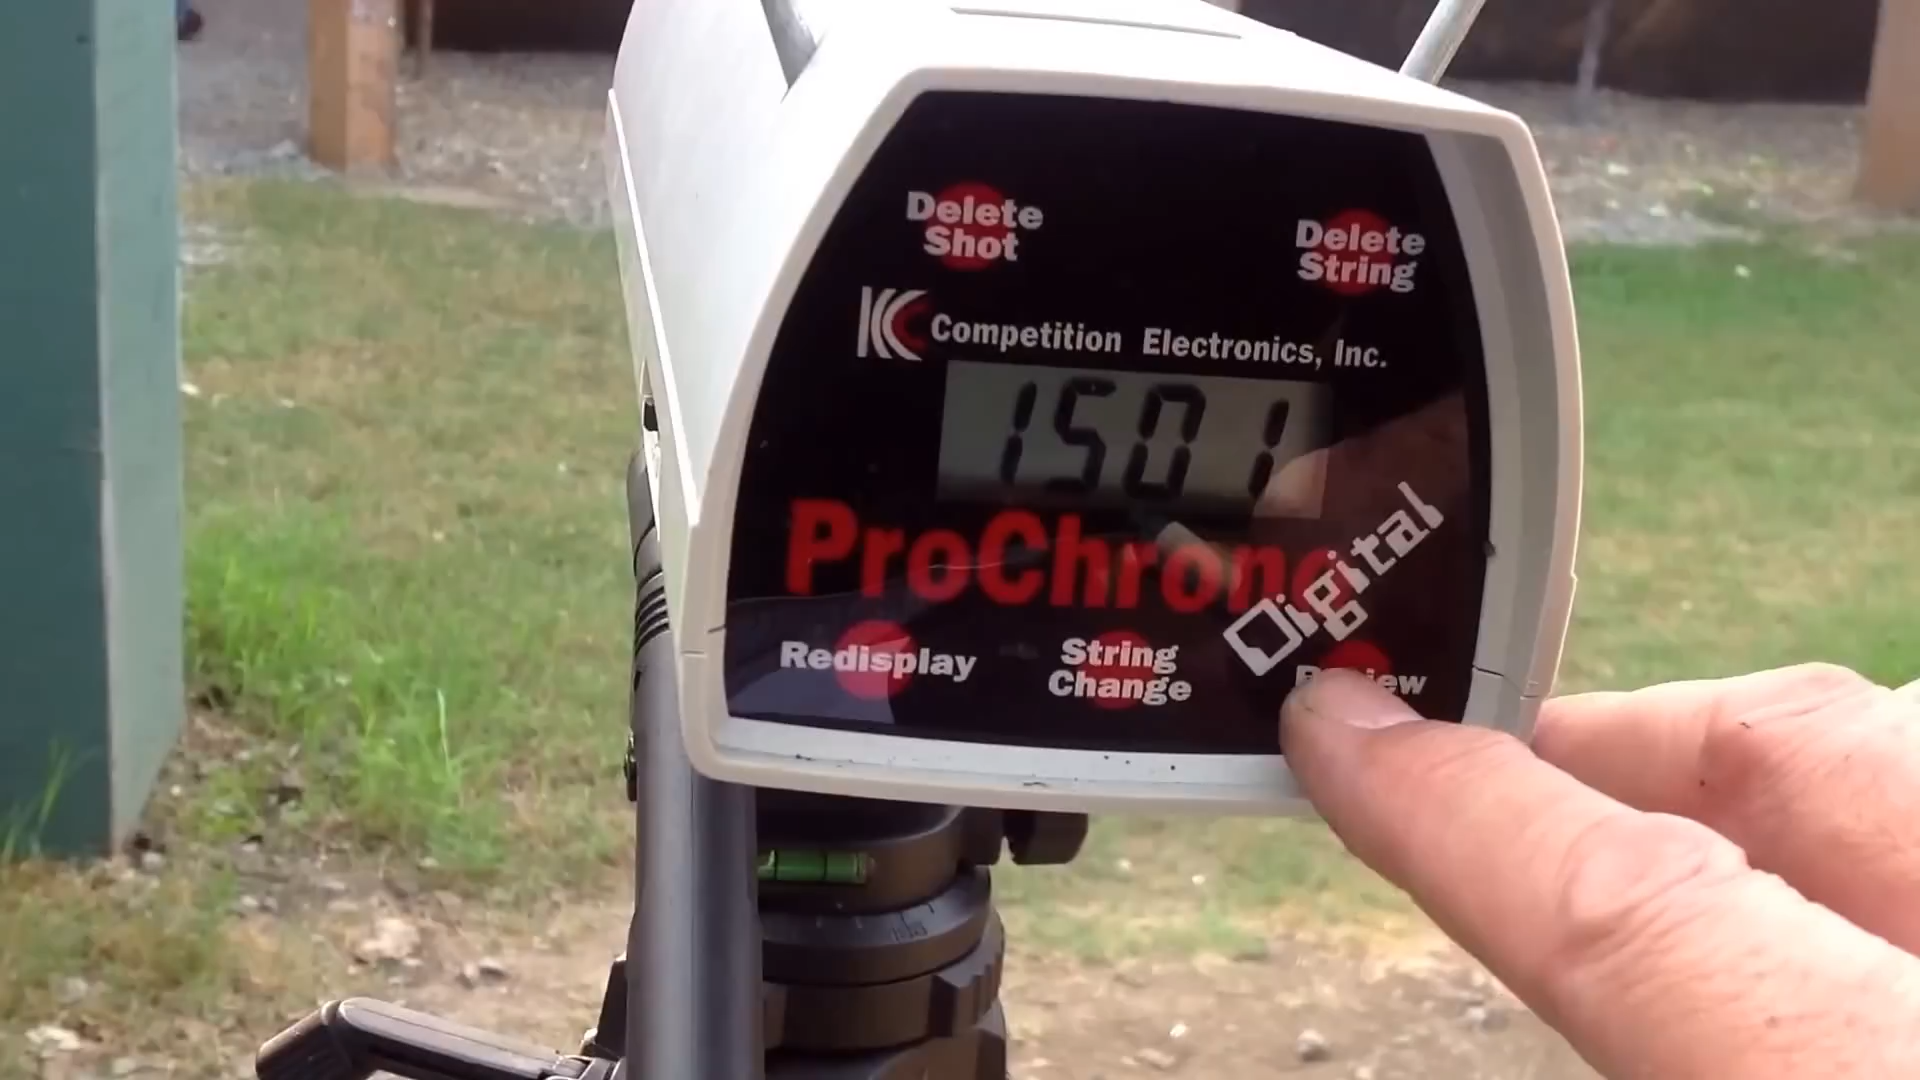 Delete
Shot
Delete
String
Competition Electronics, Inc.
1501
ProChrono
Digital
Redisplay
String
Change
Review